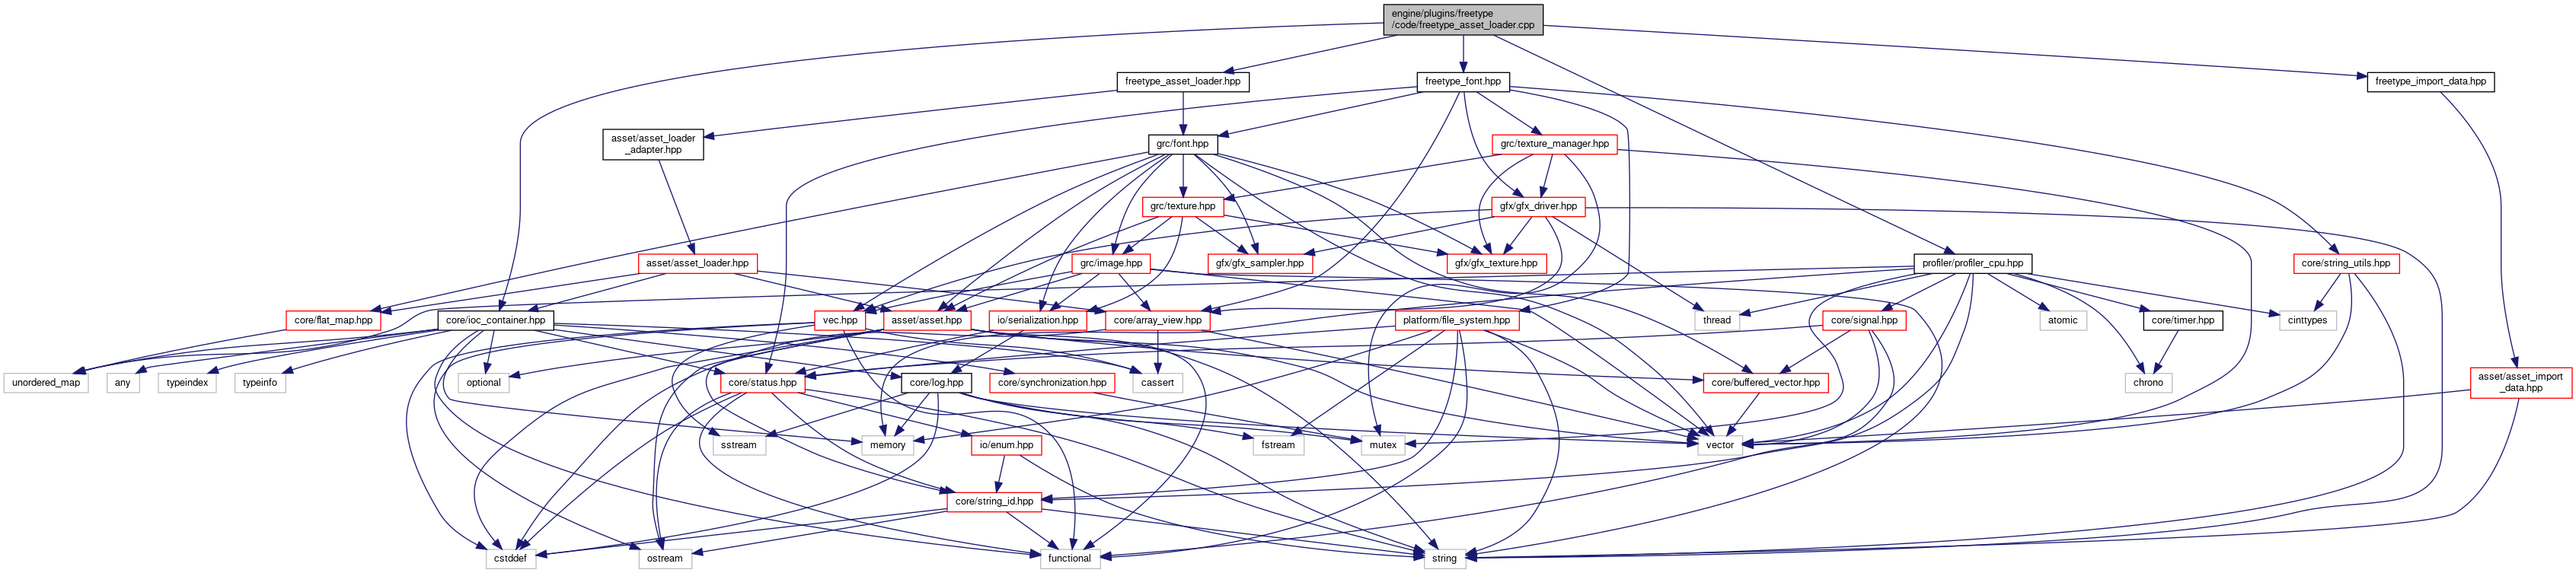 engine/plugins/freetype
/code/freetype_asset_loader.cpp
freetype_asset_loader.hpp
freetype_font.hpp
freetype_import_data.hpp
asset/asset_loader
_adapter.hpp
grc/font.hpp
grc/texture_manager.hpp
grc/texture.hpp
gfx/gfx_driver.hpp
asset/asset_loader.hpp
grc/image.hpp
gfx/gfx_sampler.hpp
gfx/gfx_texture.hpp
profiler/profiler_cpu.hpp
core/string_utils.hpp
core/flat_map.hpp
core/ioc_container.hpp
vec.hpp
asset/asset.hpp
io/serialization.hpp
core/array_view.hpp
platform/file_system.hpp
thread
core/signal.hpp
atomic
core/timer.hpp
cinttypes
unordered_map
any
typeindex
typeinfo
optional
core/status.hpp
core/log.hpp
core/synchronization.hpp
cassert
core/buffered_vector.hpp
chrono
asset/asset_import
_data.hpp
sstream
memory
io/enum.hpp
fstream
mutex
vector
core/string_id.hpp
cstddef
ostream
functional
string